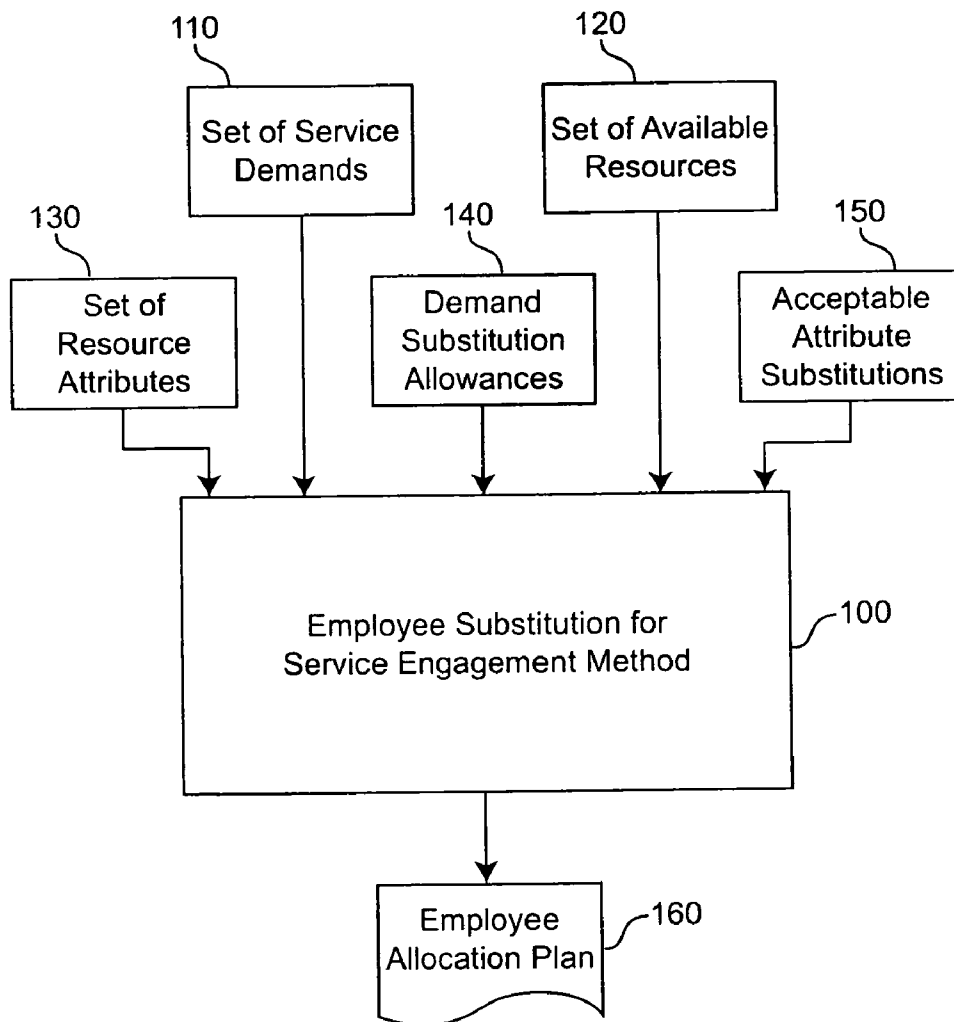 110
120
Set of Service
Demands
Set of Available
Resources
130
140
150
Set of
Resource
Attributes
Demand
Substitution
Allowances
Acceptable
Attribute
Substitutions
Employee Substitution for
Service Engagement Method
100
Employee
Allocation Plan
160